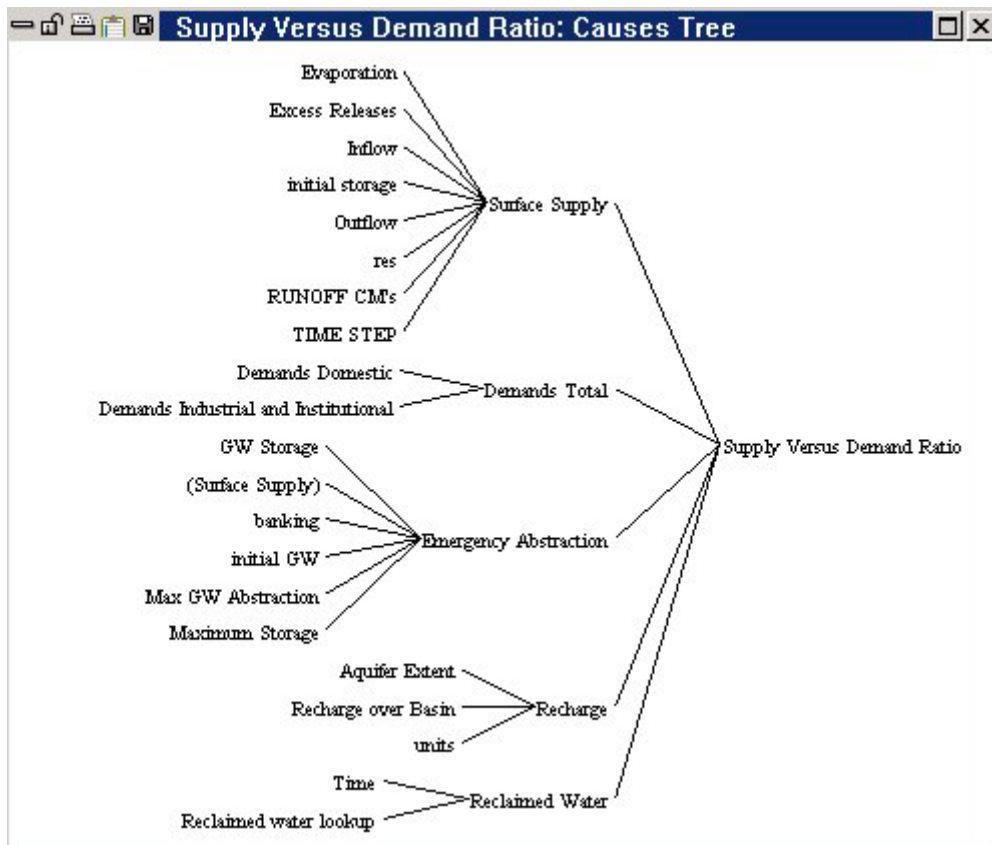 Supply Versus Demand Ratio: Causes Tree
Evaporation
Excess Releases
Inflow
initial storage
Surface Supply
Outflow
res
RUNOFF CM's
TIME STEP
Demands Domestic
Demands Total
Demands Industrial and Institutional
GW Storage
Supply Versus Demand Ratio
(Surface Supply)
banking
Emergency Abstraction
initial GW
Max GW Abstraction
Maximum Storage
Aquifer Extent
Recharge over Basin
Recharge
units
Time
Reclaimed Water
Reclaimed water lookup